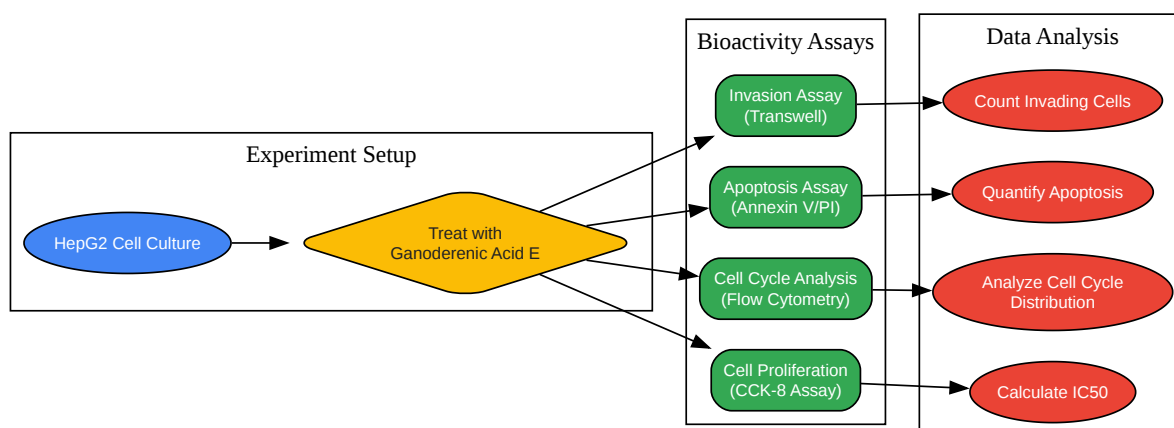 Experiment Setup
HepG2 Cell Culture
Treat with
Ganoderenic Acid E
Bioactivity Assays
Invasion Assay
(Transwell)
Apoptosis Assay
(Annexin V/PI)
Cell Cycle Analysis
(Flow Cytometry)
Cell Proliferation
(CCK-8 Assay)
Data Analysis
Count Invading Cells
Quantify Apoptosis
Analyze Cell Cycle
Distribution
Calculate IC50